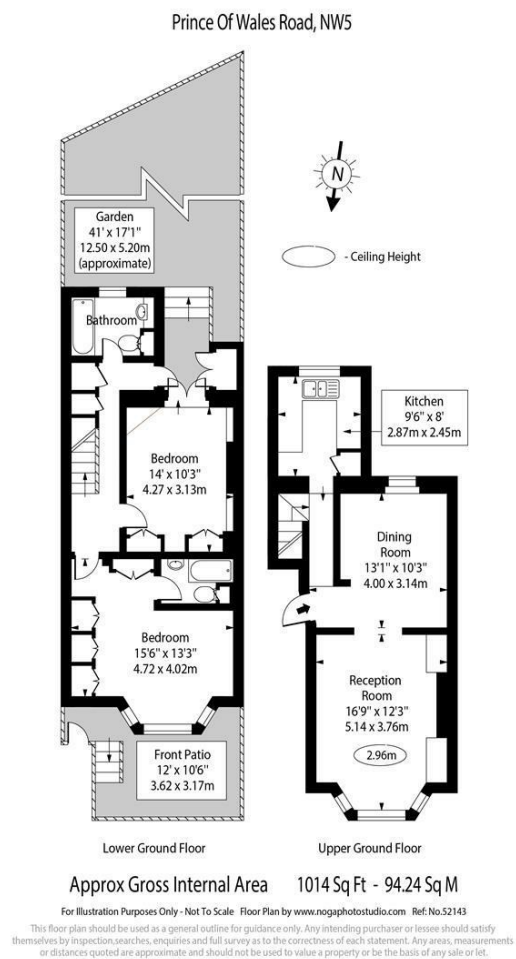 Prince Of Wales Road, NW5
N
- Ceiling Height
Garden
41' x 17'1"
12.50 x 5.20m
(approximate)
Bathroom
Bedroom
14' x 10'3"
4.27 x 3.13m
Bedroom
15'6" x 13'3"
4.72 x 4.02m
Front Patio
12' x 10'6"
3.62 x 3.17m
Kitchen
9'6" x 8'
2.87m x 2.45m
Dining
Room
13'1" x 10'3"
4.00 x 3.14m
Reception
Room
16'9" x 12'3"
5.14 x 3.76m
2.96m
Lower Ground Floor
Upper Ground Floor
Approx Gross Internal Area 1014 Sq Ft - 94.24 Sq M
For Illustration Purposes Only - Not To Scale Floor Plan by www.nogaphotostudio.com Ref: No.52143
This floor plan should be used as a general outline for guidance only. Any intending purchaser or lessee should satisfy
themselves by inspection,searches, enquiries and full survey as to the correctness of each statement. Any areas, measurements
or distances quoted are approximate and should not be used to value a property or be the basis of any sale or let.